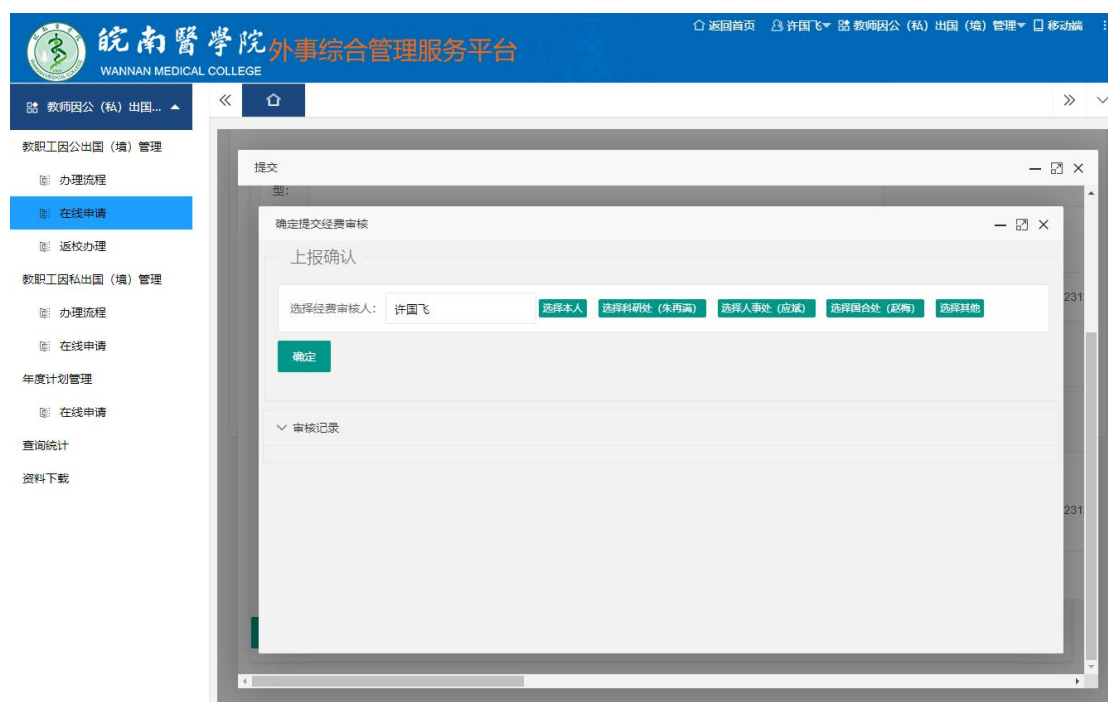 皖南醫學院
WANNAN MEDICAL COLLEGE
外事综合管理服务平台
返回首页 许国飞 教师因公（私）出国（境）管理 移动端
教师因公（私）出国...
教职工因公出国（境）管理
办理流程
在线申请
返校办理
教职工因私出国（境）管理
办理流程
在线申请
年度计划管理
在线申请
查询统计
资料下载
提交
型:
确定提交经费审核
上报确认
选择经费审核人: 许国飞 选择本人 选择科研处（朱再满） 选择人事处（应斌） 选择国合处（赵梅） 选择其他
231
确定
审核记录
231